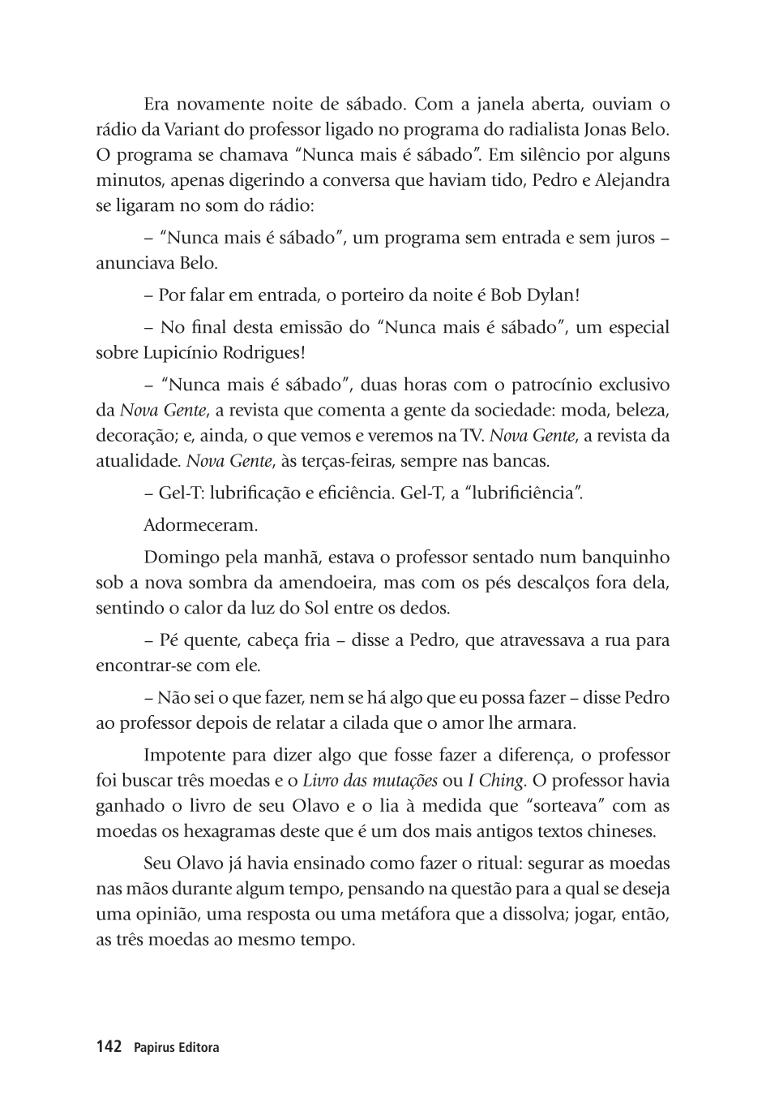 Era novamente noite de sábado. Com a janela aberta, ouviam o
rádio da Variant do professor ligado no programa do radialista Jonas Belo.
O programa se chamava “Nunca mais é sábado”. Em silêncio por alguns
minutos, apenas digerindo a conversa que haviam tido, Pedro e Alejandra
se ligaram no som do rádio:
– “Nunca mais é sábado”, um programa sem entrada e sem juros –
anunciava Belo.
– Por falar em entrada, o porteiro da noite é Bob Dylan!
– No final desta emissão do “Nunca mais é sábado”, um especial
sobre Lupicínio Rodrigues!
– “Nunca mais é sábado”, duas horas com o patrocínio exclusivo
da Nova Gente, a revista que comenta a gente da sociedade: moda, beleza,
decoração; e, ainda, o que vemos e veremos na TV. Nova Gente, a revista da
atualidade. Nova Gente, às terças-feiras, sempre nas bancas.
– Gel-T: lubrificação e eficiência. Gel-T, a “lubrificiência”.
Adormeceram.
Domingo pela manhã, estava o professor sentado num banquinho
sob a nova sombra da amendoeira, mas com os pés descalços fora dela,
sentindo o calor da luz do Sol entre os dedos.
– Pé quente, cabeça fria – disse a Pedro, que atravessava a rua para
encontrar-se com ele.
– Não sei o que fazer, nem se há algo que eu possa fazer – disse Pedro
ao professor depois de relatar a cilada que o amor lhe armara.
Impotente para dizer algo que fosse fazer a diferença, o professor
foi buscar três moedas e o Livro das mutações ou I Ching. O professor havia
ganhado o livro de seu Olavo e o lia à medida que “sorteava” com as
moedas os hexagramas deste que é um dos mais antigos textos chineses.
Seu Olavo já havia ensinado como fazer o ritual: segurar as moedas
nas mãos durante algum tempo, pensando na questão para a qual se deseja
uma opinião, uma resposta ou uma metáfora que a dissolva; jogar, então,
as três moedas ao mesmo tempo.
142 Papirus Editora